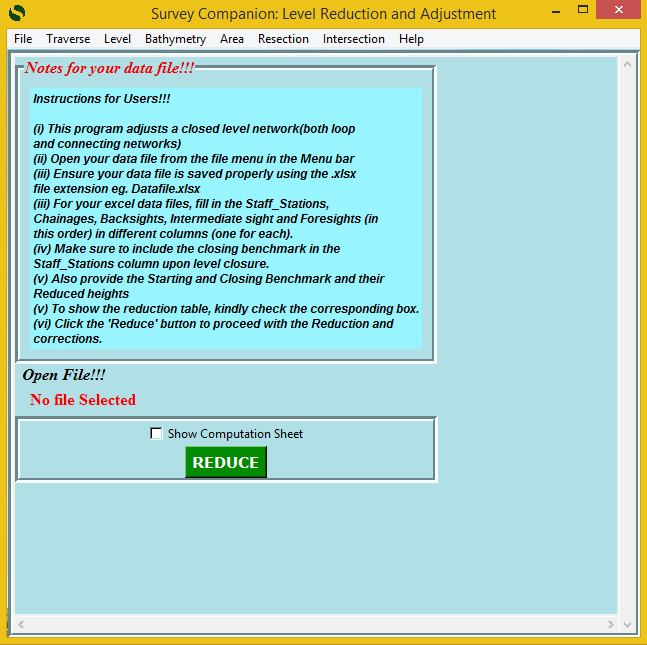 Survey Companion: Level Reduction and Adjustment
File Traverse Level Bathymetry Area Resection Intersection Help
Notes for your data file!!!
Instructions for Users!!!
(i) This program adjusts a closed level network(both loop
and connecting networks)
(ii) Open your data file from the file menu in the Menu bar
(iii) Ensure your data file is saved properly using the .xlsx
file extension eg. Datafile.xlsx
(iii) For your excel data files, fill in the Staff_Stations,
Chainages, Backsights, Intermediate sight and Foresights (in
this order) in different columns (one for each).
(iv) Make sure to include the closing benchmark in the
Staff_Stations column upon level closure.
(v) Also provide the Starting and Closing Benchmark and their
Reduced heights
(v) To show the reduction table, kindly check the corresponding box.
(vi) Click the 'Reduce' button to proceed with the Reduction and
corrections.
Open File!!!
No file Selected
Show Computation Sheet
REDUCE